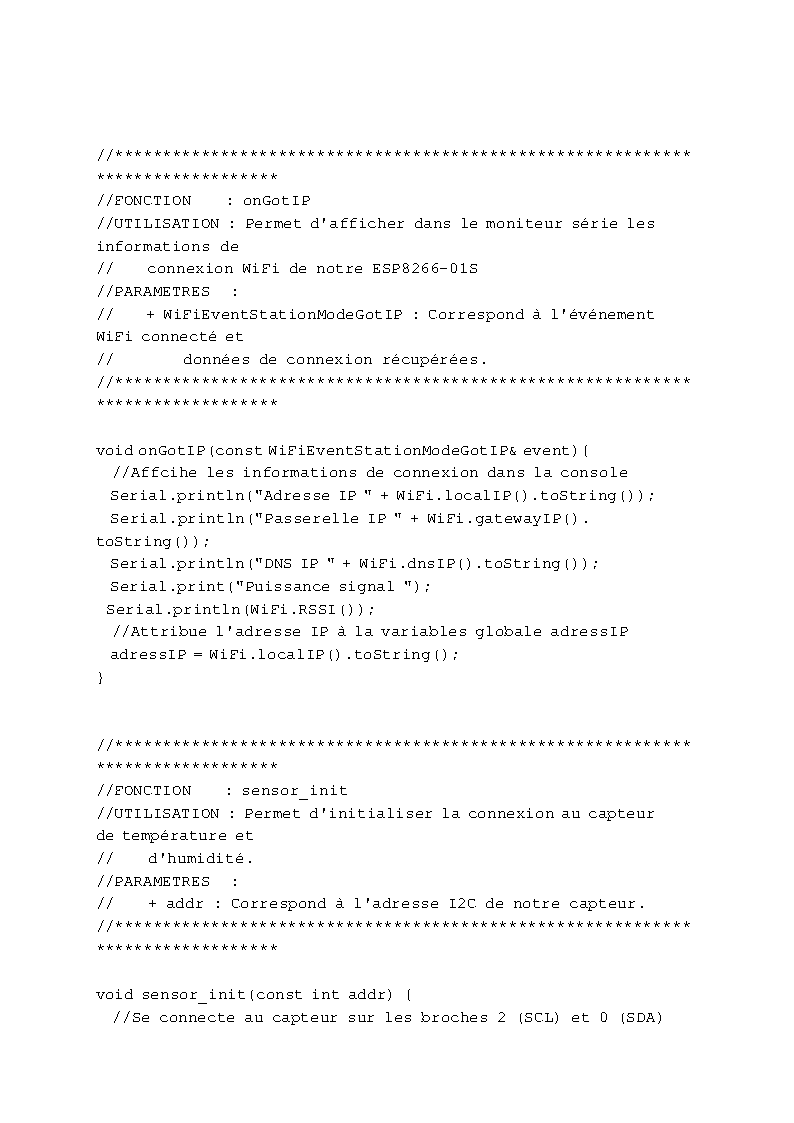 //************************************************************
*******************
//FONCTION    : onGotIP
//UTILISATION : Permet d'afficher dans le moniteur série les
informations de
//    connexion WiFi de notre ESP8266-01S
//PARAMETRES  :
//    + WiFiEventStationModeGotIP : Correspond à l'événement
WiFi connecté et
//        données de connexion récupérées.
//************************************************************
*******************
void onGotIP(const WiFiEventStationModeGotIP& event){
  //Affcihe les informations de connexion dans la console
  Serial.println("Adresse IP " + WiFi.localIP().toString());
  Serial.println("Passerelle IP " + WiFi.gatewayIP().
toString());
  Serial.println("DNS IP " + WiFi.dnsIP().toString());
  Serial.print("Puissance signal ");
  Serial.println(WiFi.RSSI());
  //Attribue l'adresse IP à la variables globale adressIP
  adressIP = WiFi.localIP().toString();
}
//************************************************************
*******************
//FONCTION    : sensor_init
//UTILISATION : Permet d'initialiser la connexion au capteur
de température et
//    d'humidité.
//PARAMETRES  :
//    + addr : Correspond à l'adresse I2C de notre capteur.
//************************************************************
*******************
void sensor_init(const int addr) {
  //Se connecte au capteur sur les broches 2 (SCL) et 0 (SDA)